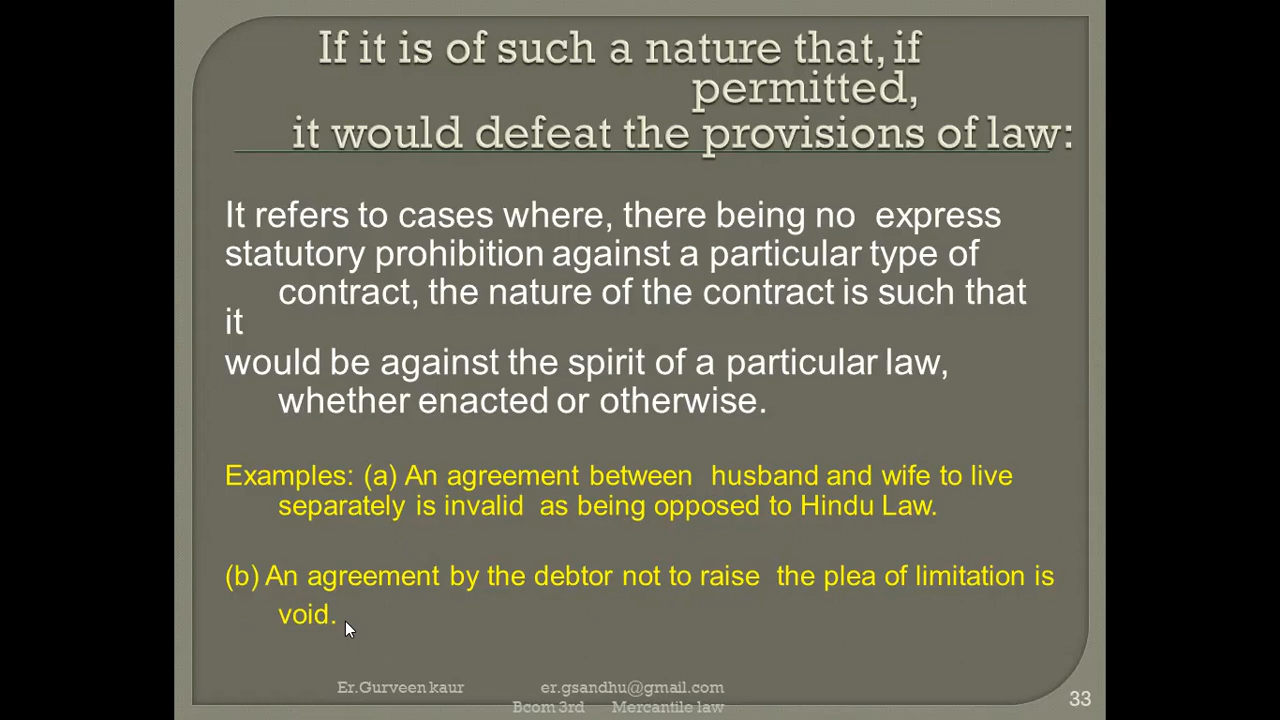 If it is of such a nature that, if
permitted,
it would defeat the provisions of law:
It refers to cases where, there being no express
statutory prohibition against a particular type of
contract, the nature of the contract is such that
it
would be against the spirit of a particular law,
whether enacted or otherwise.
Examples: (a) An agreement between husband and wife to live
separately is invalid as being opposed to Hindu Law.
(b) An agreement by the debtor not to raise the plea of limitation is
void.
Er.Gurveen kaur er.gsandhu@gmail.com
Bcom 3rd Mercantile law
33